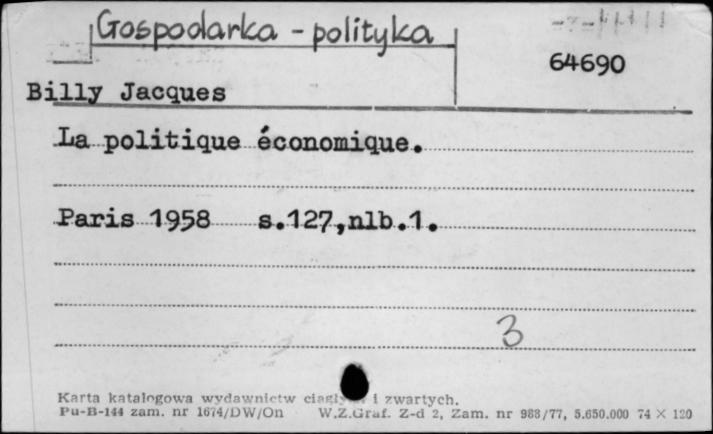 Gospodarka - polityka
64690
Billy Jacques
La politique économique.
Paris 1958 s.127,nlb.1.
3
Karta katalogowa wydawnictw i zwartych.
Pu-B-144 zam. nr 1674/DW/On W.Z.Graf. Z-d 2, Zam. nr 988/77, 5.650.000 74 × 120